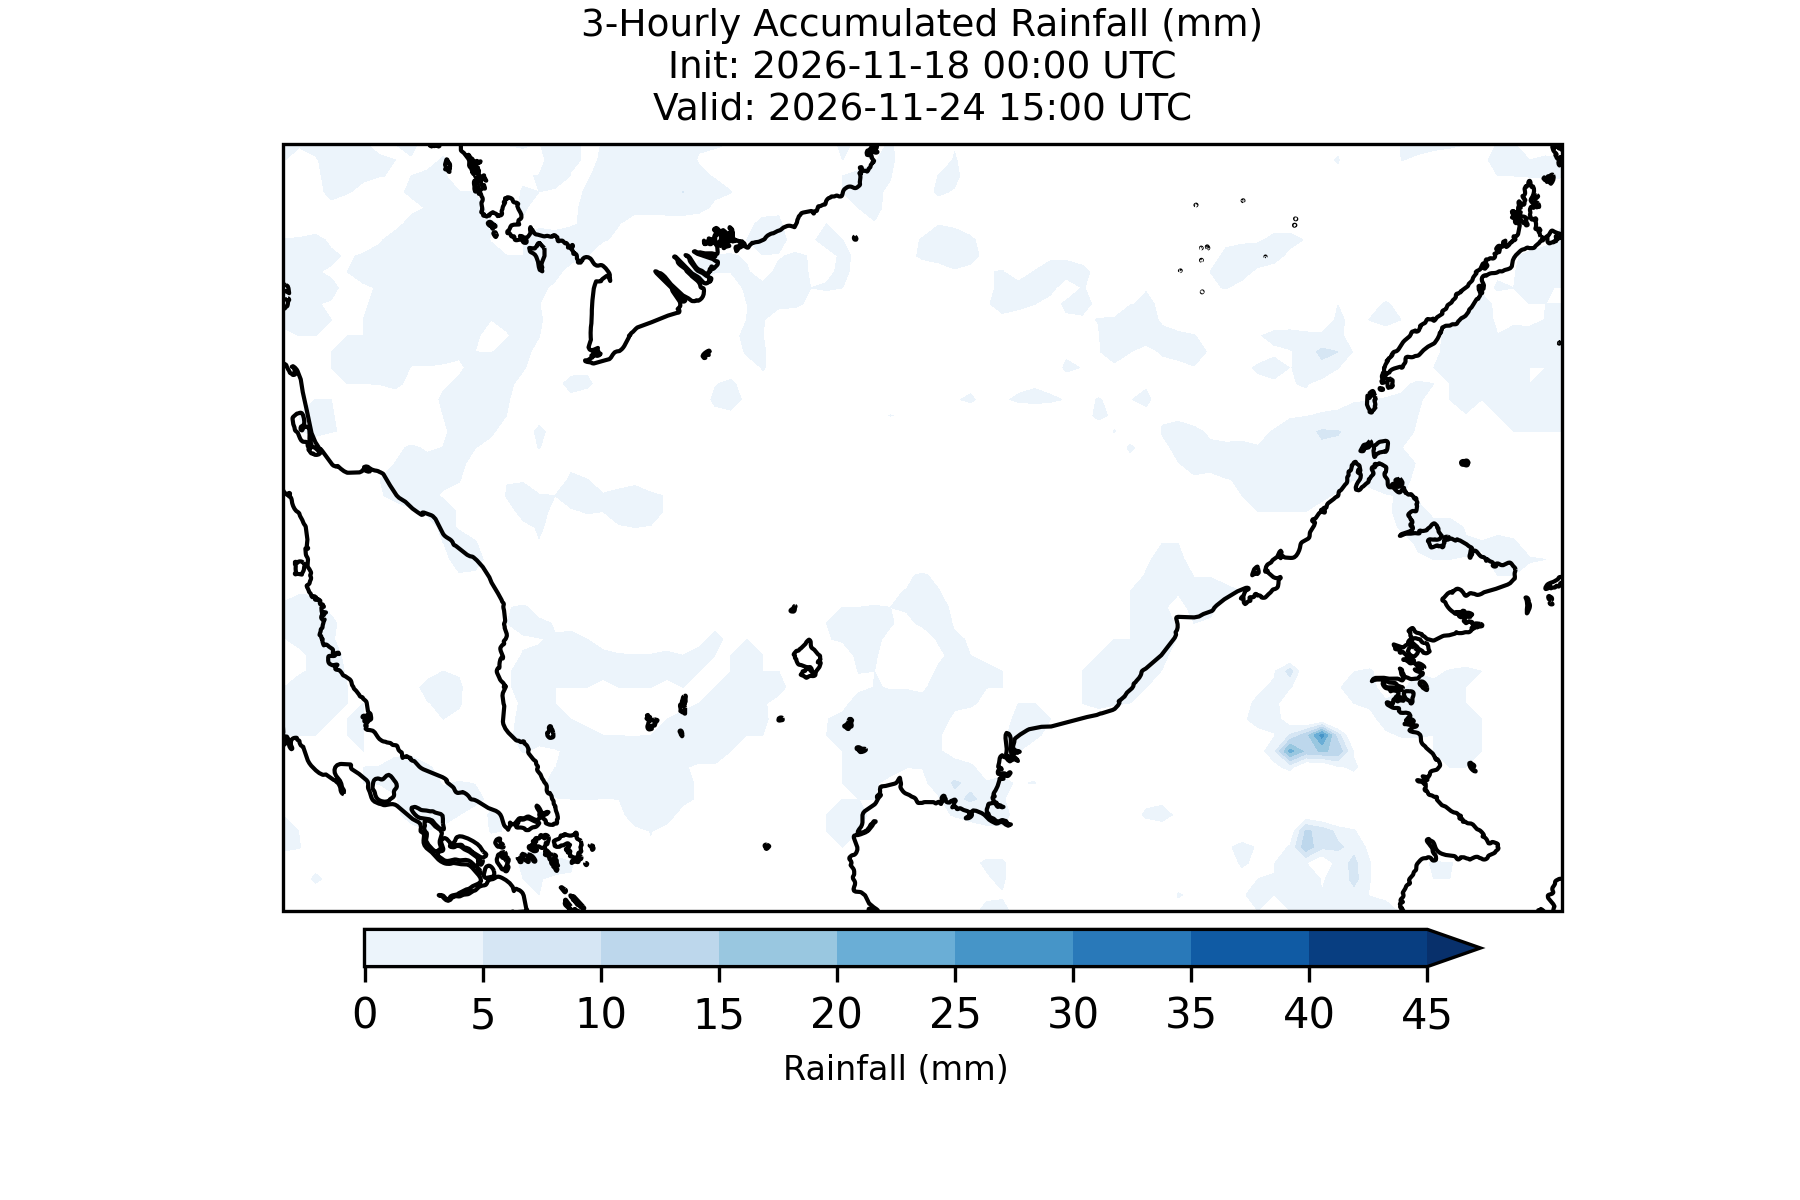 3-Hourly Accumulated Rainfall (mm)
Init: 2026-11-18 00:00 UTC
Valid: 2026-11-24 15:00 UTC
0 5 10 15 20 25 30 35 40 45
Rainfall (mm)